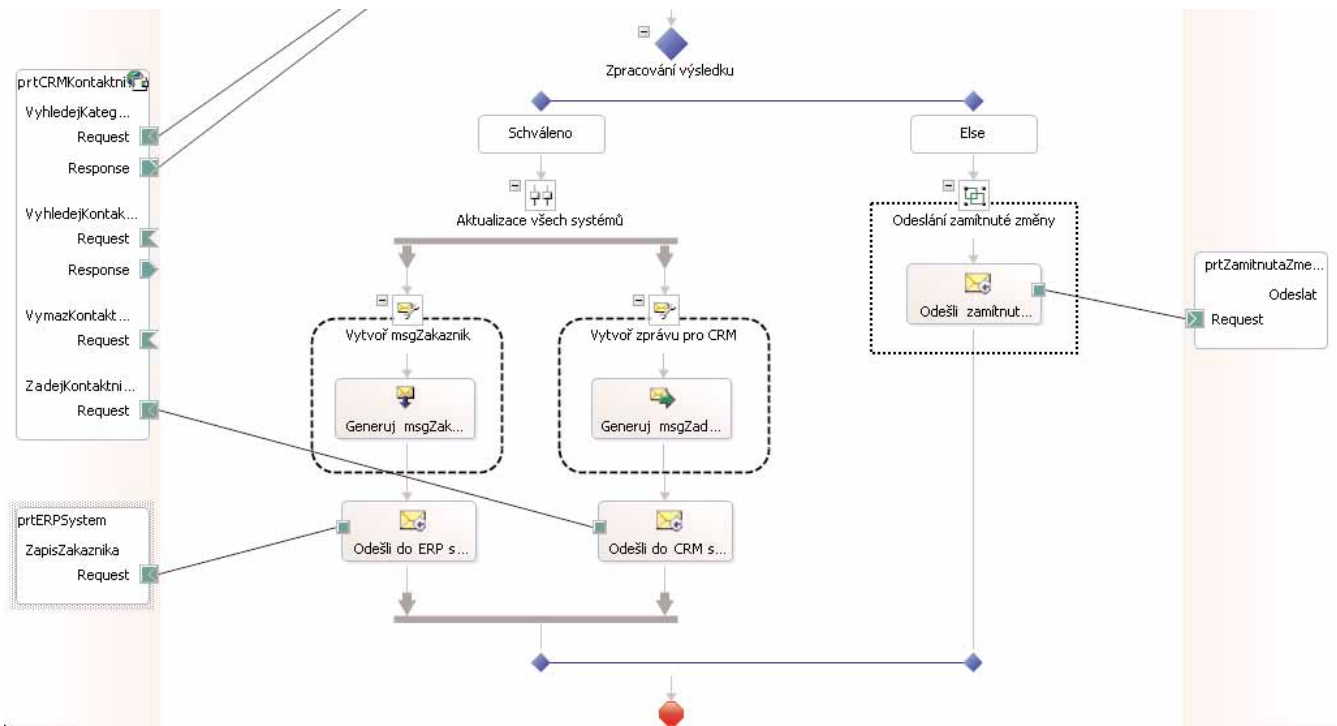 Zpracování výsledku
prtCRMKontaktni...
VyhledejKateg...
Request
Response
VyhledejKontak...
Request
Response
VymazKontakt...
Request
ZadejKontaktni...
Request
prtERPSystem
ZapisZakaznika
Request
Schváleno
Aktualizace všech systémů
Vytvoř msgZakaznik
Generuj msgZak...
Odešli do ERP s...
Vytvoř zprávu pro CRM
Generuj msgZad...
Odešli do CRM s...
Else
Odeslání zamítnuté změny
Odešli zamítnut...
prtZamitnutaZme...
Odeslat
Request